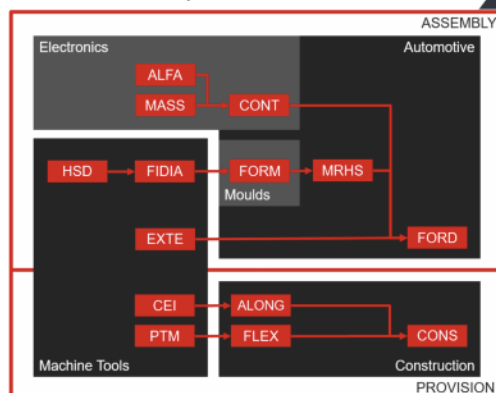 ASSEMBLY
Electronics
Automotive
ALFA
MASS
CONT
HSD
FIDIA
FORM
MRHS
Moulds
EXTE
FORD
CEI
ALONG
PTM
FLEX
CONS
Machine Tools
Construction
PROVISION